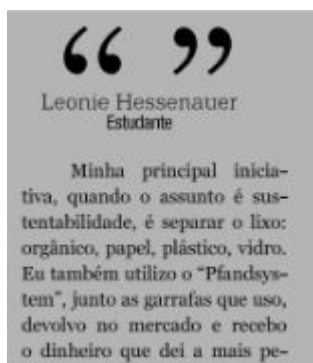 “ ”
Leonie Hessenauer
Estudante
Minha principal inicia-
tiva, quando o assunto é sus-
tentabilidade, é separar o lixo:
orgânico, papel, plástico, vidro.
Eu também utilizo o “Pfandsys-
tem”, junto as garrafas que uso,
devolvo no mercado e recebo
o dinheiro que dei a mais pe-